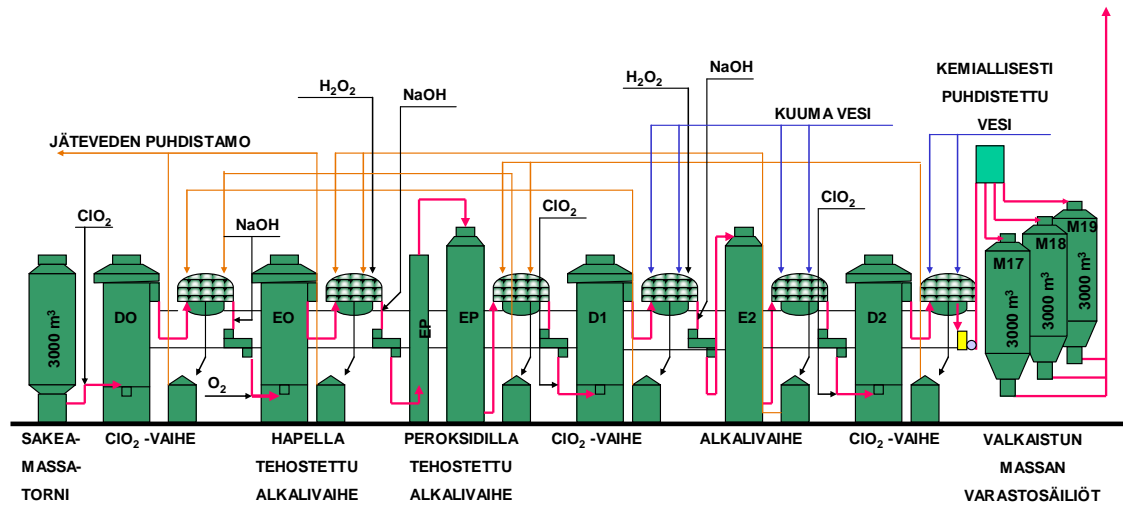 H₂O₂
NaOH
H₂O₂
NaOH
KEMIALLISESTI
PUHDISTETTU
VESI
JÄTEVEDEN PUHDISTAMO
KUUMA VESI
ClO₂
NaOH
ClO₂
ClO₂
O₂
3000 m³
DO
EO
EP
EP
D1
E2
D2
M17
3000 m³
M18
3000 m³
M19
3000 m³
SAKEA-
MASSA-
TORNI
ClO₂ -VAIHE
HAPELLA
TEHOSTETTU
ALKALIVAIHE
PEROKSIDILLA
TEHOSTETTU
ALKALIVAIHE
ClO₂ -VAIHE
ALKALIVAIHE
ClO₂ -VAIHE
VALKAISTUN
MASSAN
VARASTOSÄILIÖT